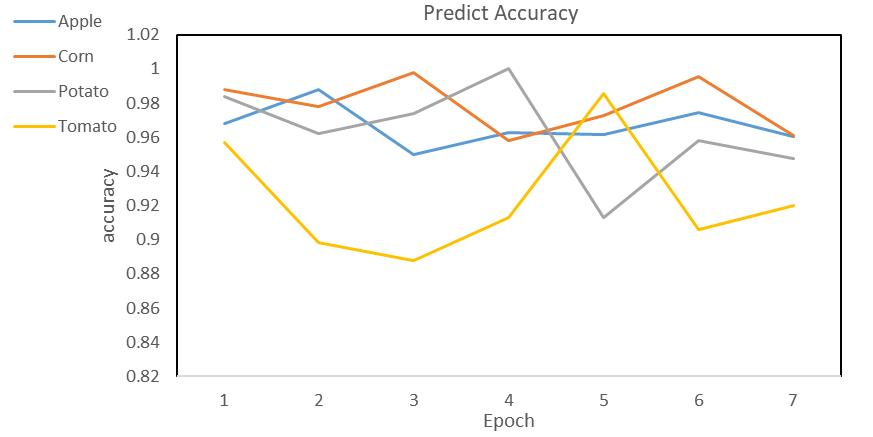 Predict Accuracy
Apple
Corn
Potato
Tomato
1.02
1
0.98
0.96
0.94
0.92
0.9
0.88
0.86
0.84
0.82
accuracy
1 2 3 4 5 6 7
Epoch